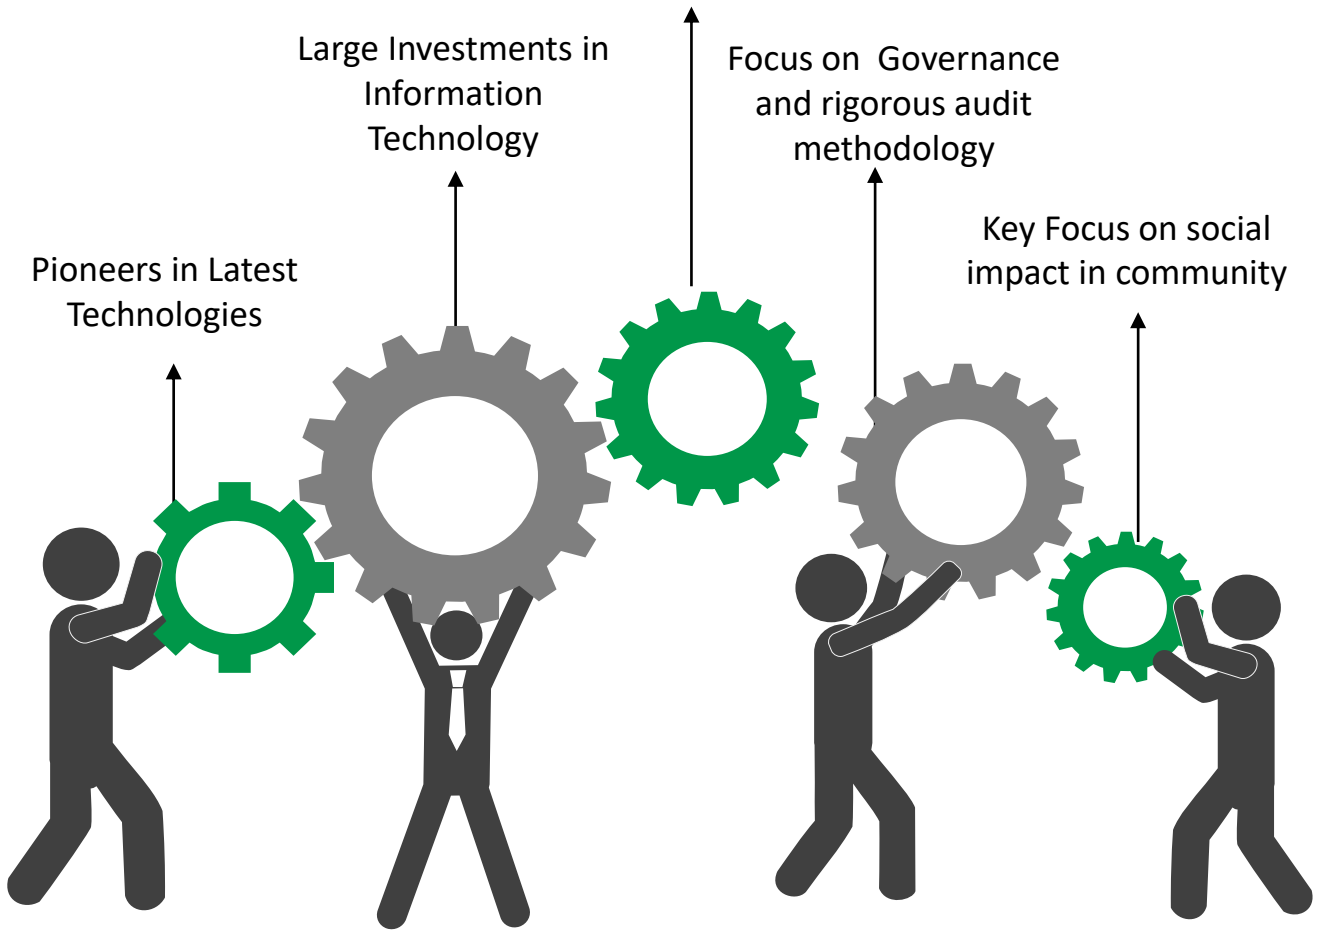 Large Investments in
Information
Technology
Focus on  Governance
and rigorous audit
methodology
Key Focus on social
impact in community
Pioneers in Latest
Technologies